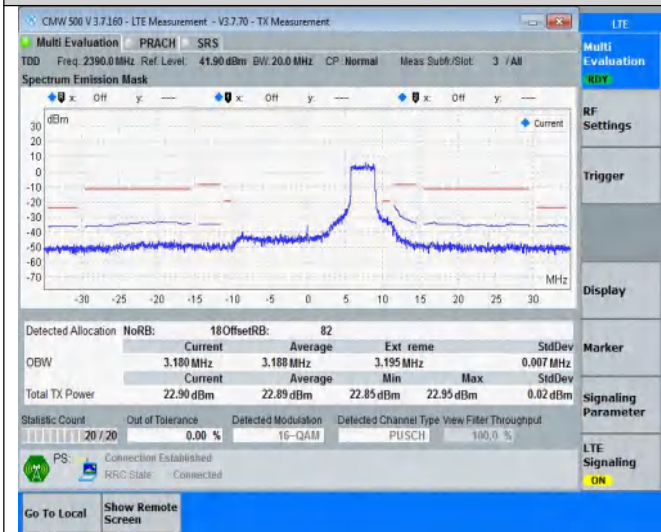 CMW 500 V 3.7.160 - LTE Measurement - V3.7.70 - TX Measurement
LTE
Multi Evaluation PRACH SRS
TDD Freq.: 2390.0 MHz Ref. Level: 41.90 dBm BW: 20.0 MHz CP: Normal Meas Subfr./Slot: 3 /All
Spectrum Emission Mask
x: Off y: --- x: Off y: --- x: Off y: ---
dBm
Current
30
20
10
0
-10
-20
-30
-40
-50
-60
-70
MHz
-30 -25 -20 -15 -10 -5 0 5 10 15 20 25 30
Detected Allocation NoRB: 18 OffsetRB: 82
Current Average Ext reme StdDev
OBW 3.180 MHz 3.188 MHz 3.195 MHz 0.007 MHz
Current Average Min Max StdDev
Total TX Power 22.90 dBm 22.89 dBm 22.85 dBm 22.95 dBm 0.02 dBm
Statistic Count Out of Tolerance Detected Modulation Detected Channel Type View Filter Throughput
20 / 20 0.00 % 16-QAM PUSCH 100.0 %
PS: Connection Established
RRC State: Connected
Multi Evaluation
RDY
RF Settings
Trigger
Display
Marker
Signaling Parameter
LTE Signaling
ON
Go To Local Show Remote Screen